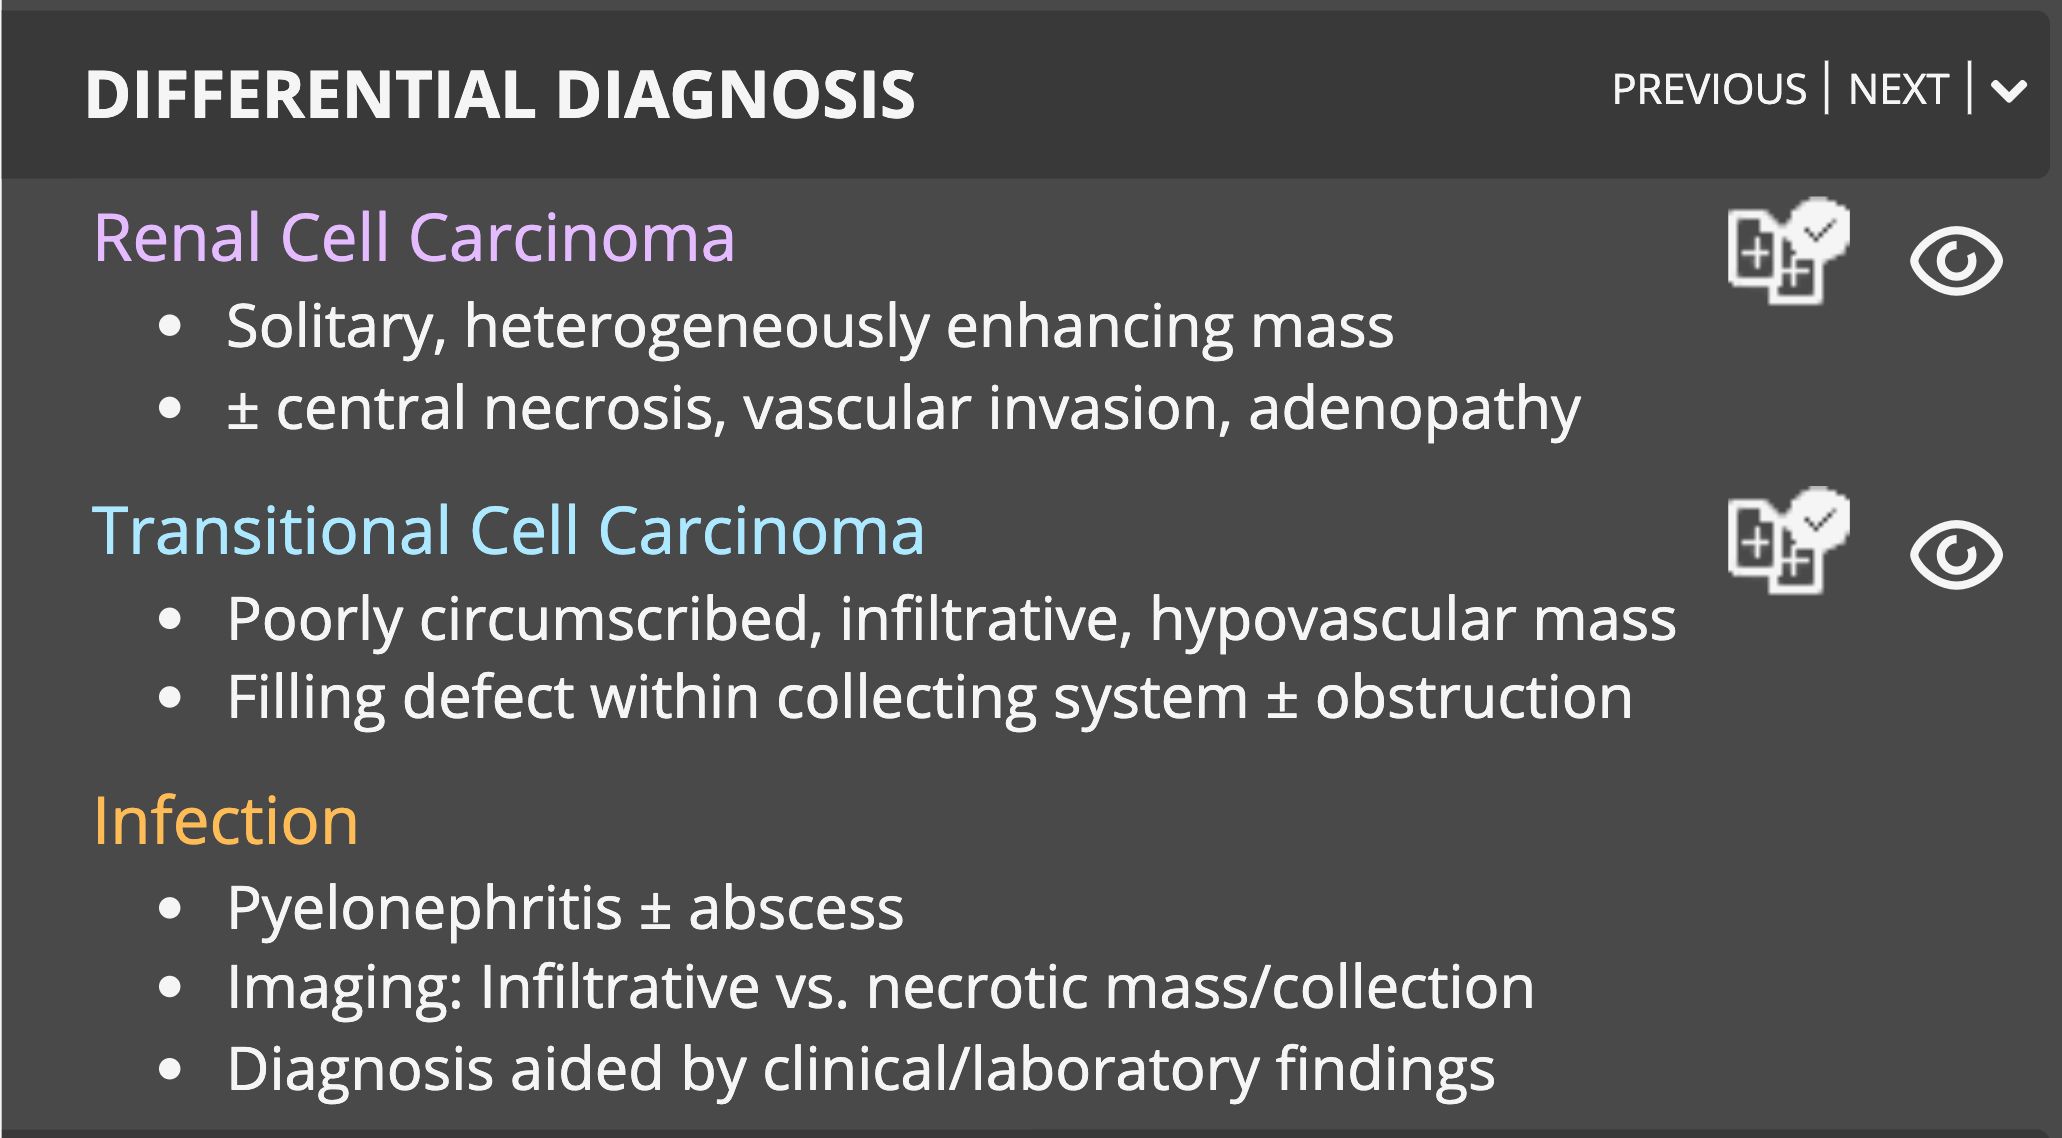 DIFFERENTIAL DIAGNOSIS
PREVIOUS | NEXT |
Renal Cell Carcinoma
• Solitary, heterogeneously enhancing mass
• ± central necrosis, vascular invasion, adenopathy
Transitional Cell Carcinoma
• Poorly circumscribed, infiltrative, hypovascular mass
• Filling defect within collecting system ± obstruction
Infection
• Pyelonephritis ± abscess
• Imaging: Infiltrative vs. necrotic mass/collection
• Diagnosis aided by clinical/laboratory findings